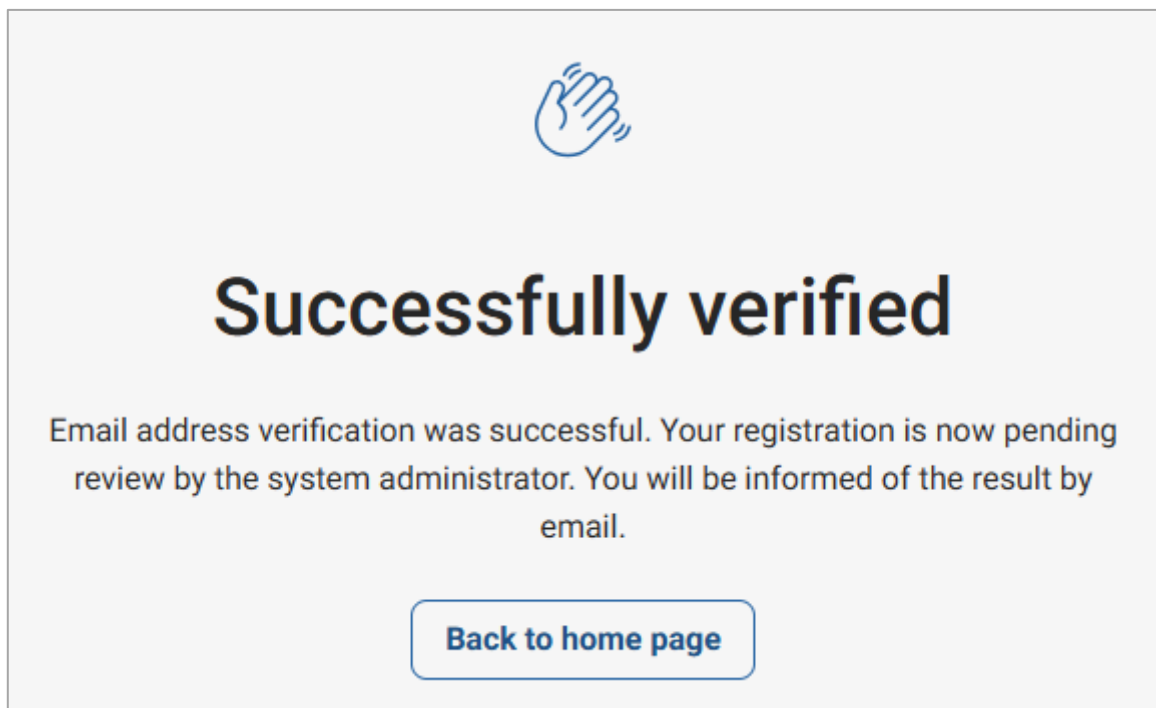 Successfully verified
Email address verification was successful. Your registration is now pending
review by the system administrator. You will be informed of the result by
email.
Back to home page